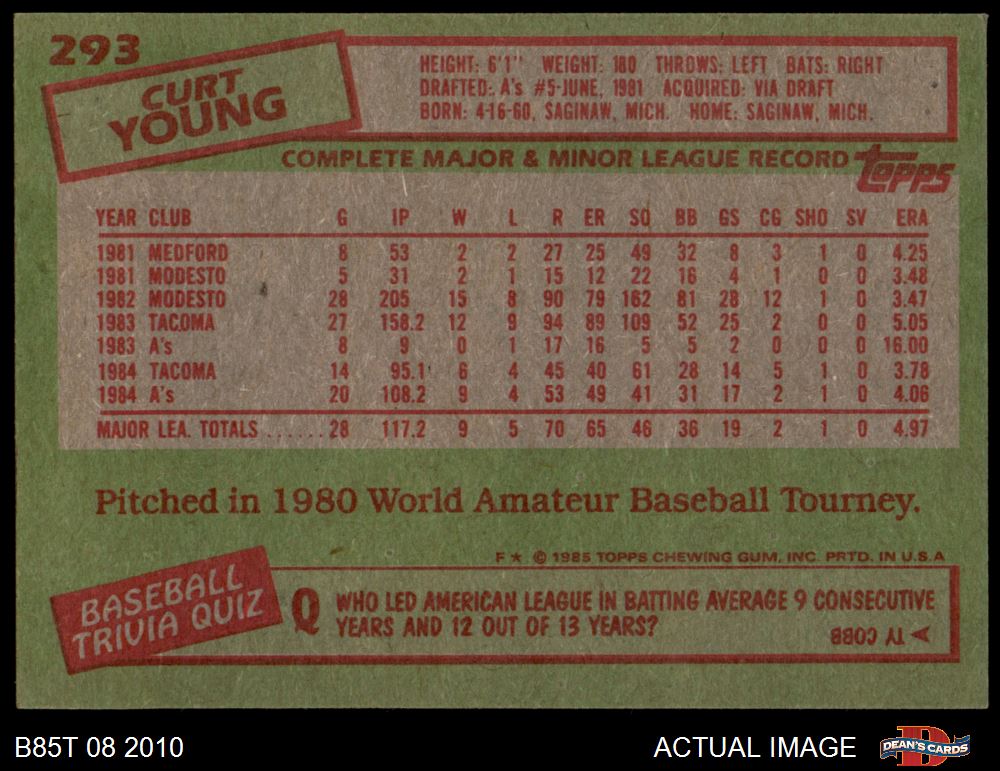 293
CURT
YOUNG
HEIGHT: 6'1" WEIGHT: 180 THROWS: LEFT BATS: RIGHT
DRAFTED: A's #5-JUNE, 1981 ACQUIRED: VIA DRAFT
BORN: 4-16-60, SAGINAW, MICH. HOME: SAGINAW, MICH.
COMPLETE MAJOR & MINOR LEAGUE RECORD Topps
YEAR CLUB G IP W L R ER SO BB GS CG SHO SV ERA
1981 MEDFORD 8 53 2 2 27 25 49 32 8 3 1 0 4.25
1981 MODESTO 5 31 2 1 15 12 22 16 4 1 0 0 3.48
1982 MODESTO 28 205 15 8 90 79 162 81 28 12 1 0 3.47
1983 TACOMA 27 158.2 12 9 94 89 109 52 25 2 0 0 5.05
1983 A's 8 9 0 1 17 16 5 5 2 0 0 0 16.00
1984 TACOMA 14 95.1 6 4 45 40 61 28 14 5 1 0 3.78
1984 A's 20 108.2 9 4 53 49 41 31 17 2 1 0 4.06
MAJOR LEA. TOTALS ...... 28 117.2 9 5 70 65 46 36 19 2 1 0 4.97
Pitched in 1980 World Amateur Baseball Tourney.
F★ © 1985 TOPPS CHEWING GUM, INC. PRTD. IN U.S.A
BASEBALL
TRIVIA QUIZ
Q WHO LED AMERICAN LEAGUE IN BATTING AVERAGE 9 CONSECUTIVE
YEARS AND 12 OUT OF 13 YEARS?
TY COBB
B85T 08 2010
ACTUAL IMAGE
DEAN'S CARDS